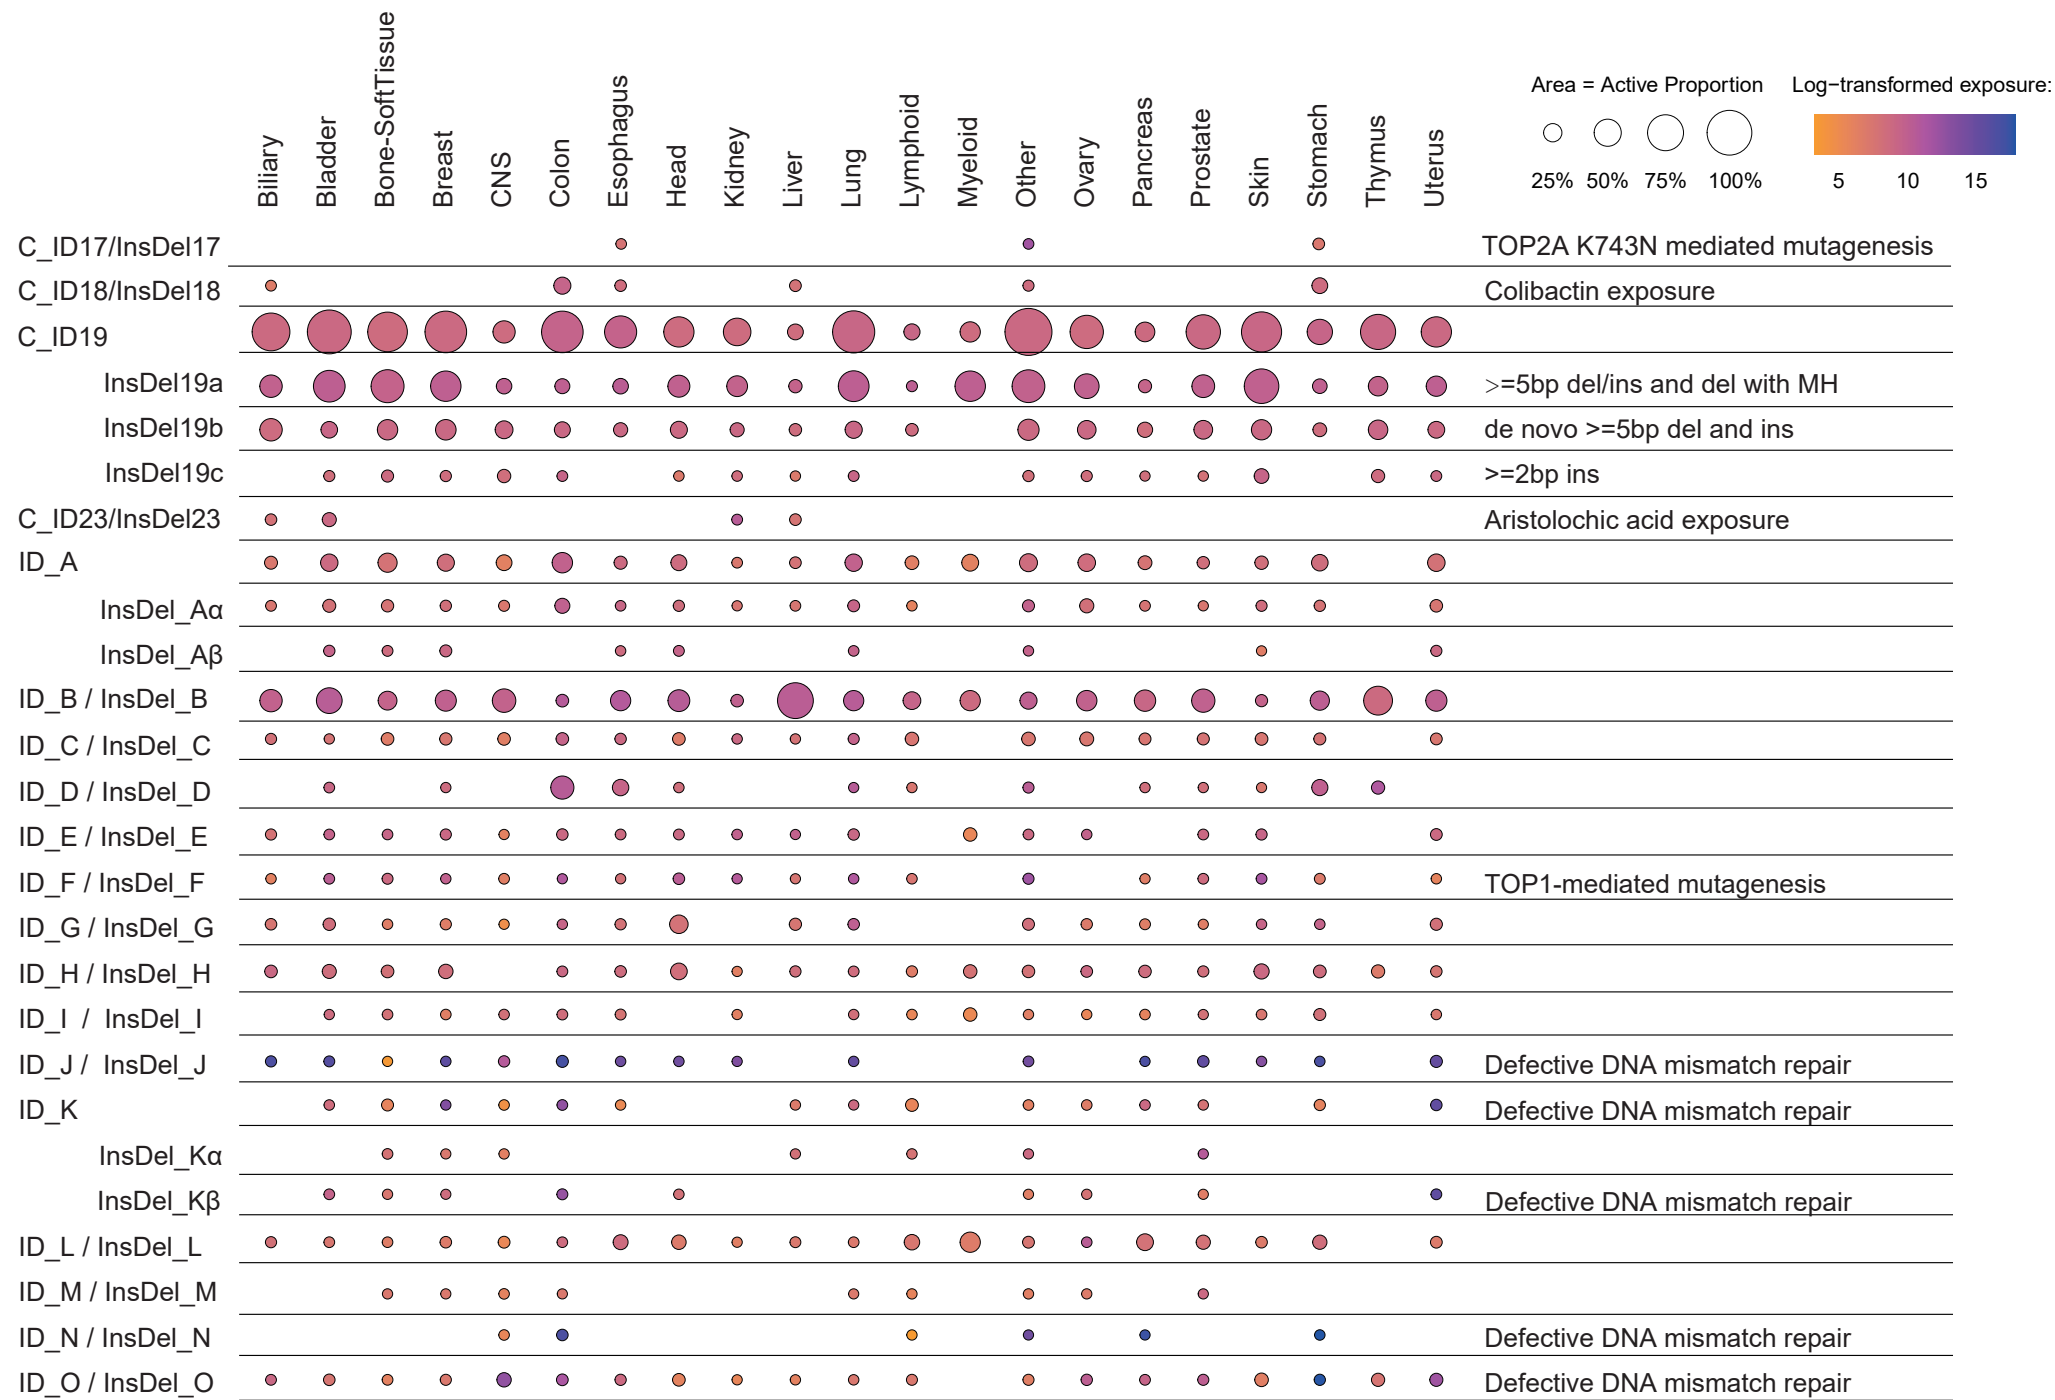 Biliary
Bladder
Bone-SoftTissue
Breast
CNS
Colon
Esophagus
Head
Kidney
Liver
Lung
Lymphoid
Myeloid
Other
Ovary
Pancreas
Prostate
Skin
Stomach
Thymus
Uterus
Area = Active Proportion
25% 50% 75% 100%
Log−transformed exposure:
5 10 15
C_ID17/InsDel17 TOP2A K743N mediated mutagenesis
C_ID18/InsDel18 Colibactin exposure
C_ID19
InsDel19a >=5bp del/ins and del with MH
InsDel19b de novo >=5bp del and ins
InsDel19c >=2bp ins
C_ID23/InsDel23 Aristolochic acid exposure
ID_A
InsDel_Aα
InsDel_Aβ
ID_B / InsDel_B
ID_C / InsDel_C
ID_D / InsDel_D
ID_E / InsDel_E
ID_F / InsDel_F TOP1-mediated mutagenesis
ID_G / InsDel_G
ID_H / InsDel_H
ID_I / InsDel_I
ID_J / InsDel_J Defective DNA mismatch repair
ID_K Defective DNA mismatch repair
InsDel_Kα
InsDel_Kβ Defective DNA mismatch repair
ID_L / InsDel_L
ID_M / InsDel_M
ID_N / InsDel_N Defective DNA mismatch repair
ID_O / InsDel_O Defective DNA mismatch repair